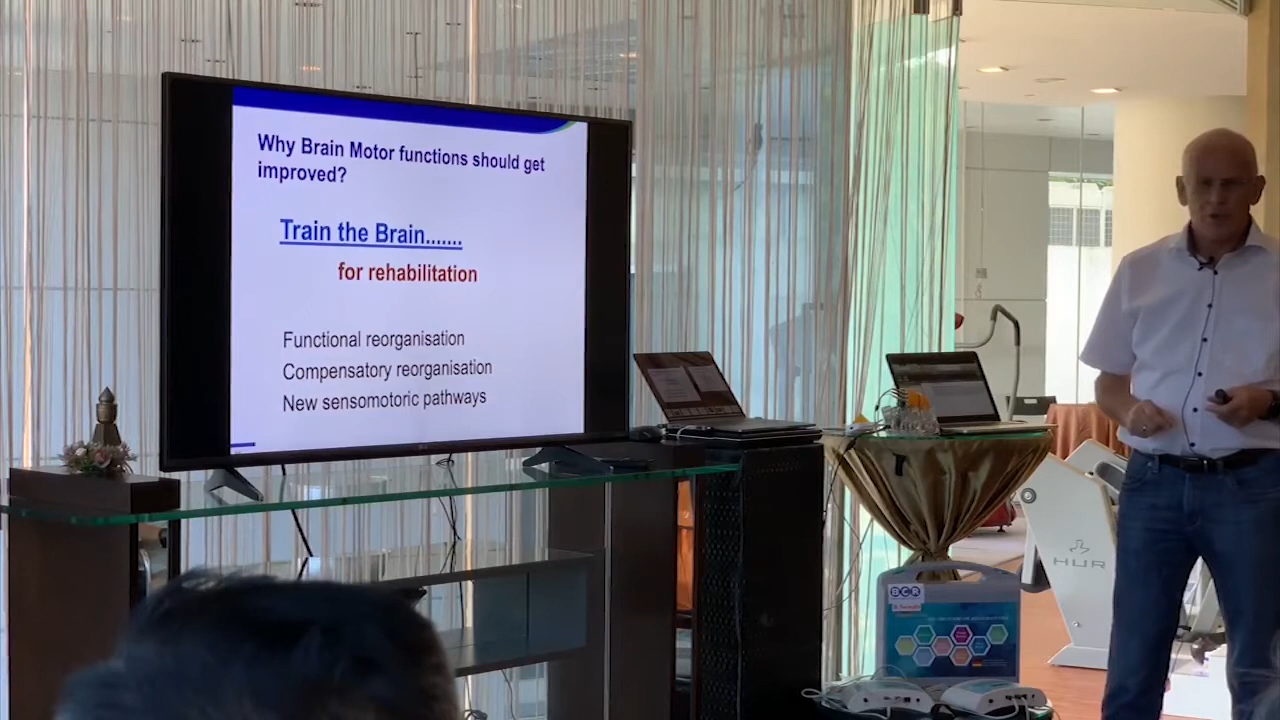 Why Brain Motor functions should get
improved?
Train the Brain.......
for rehabilitation
Functional reorganisation
Compensatory reorganisation
New sensomotoric pathways
BCR
HUR